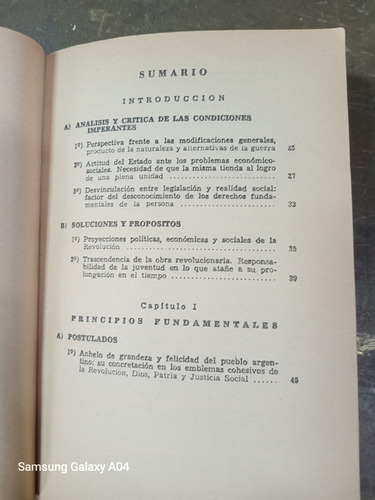 SUMARIO
INTRODUCCION
A) ANALISIS Y CRITICA DE LAS CONDICIONES
IMPERANTES
1º) Perspectiva frente a las modificaciones generales,
producto de la naturaleza y alternativas de la guerra 25
2º) Actitud del Estado ante los problemas económico-
sociales. Necesidad de que la misma tienda al logro
de una plena unidad .................... 27
3º) Desvinculación entre legislación y realidad social:
factor del desconocimiento de los derechos funda-
mentales de la persona .................... 32
B) SOLUCIONES Y PROPOSITOS
1º) Proyecciones políticas, económicas y sociales de la
Revolución .................... 35
2º) Trascendencia de la obra revolucionaria. Respon-
sabilidad de la juventud en lo que atañe a su pro-
longación en el tiempo .................... 39
Capítulo I
PRINCIPIOS FUNDAMENTALES
A) POSTULADOS
1º) Anhelo de grandeza y felicidad del pueblo argen-
tino; su concretación en los emblemas cohesivos de
la Revolución, Dios, Patria y Justicia Social ...... 45
Samsung Galaxy A04